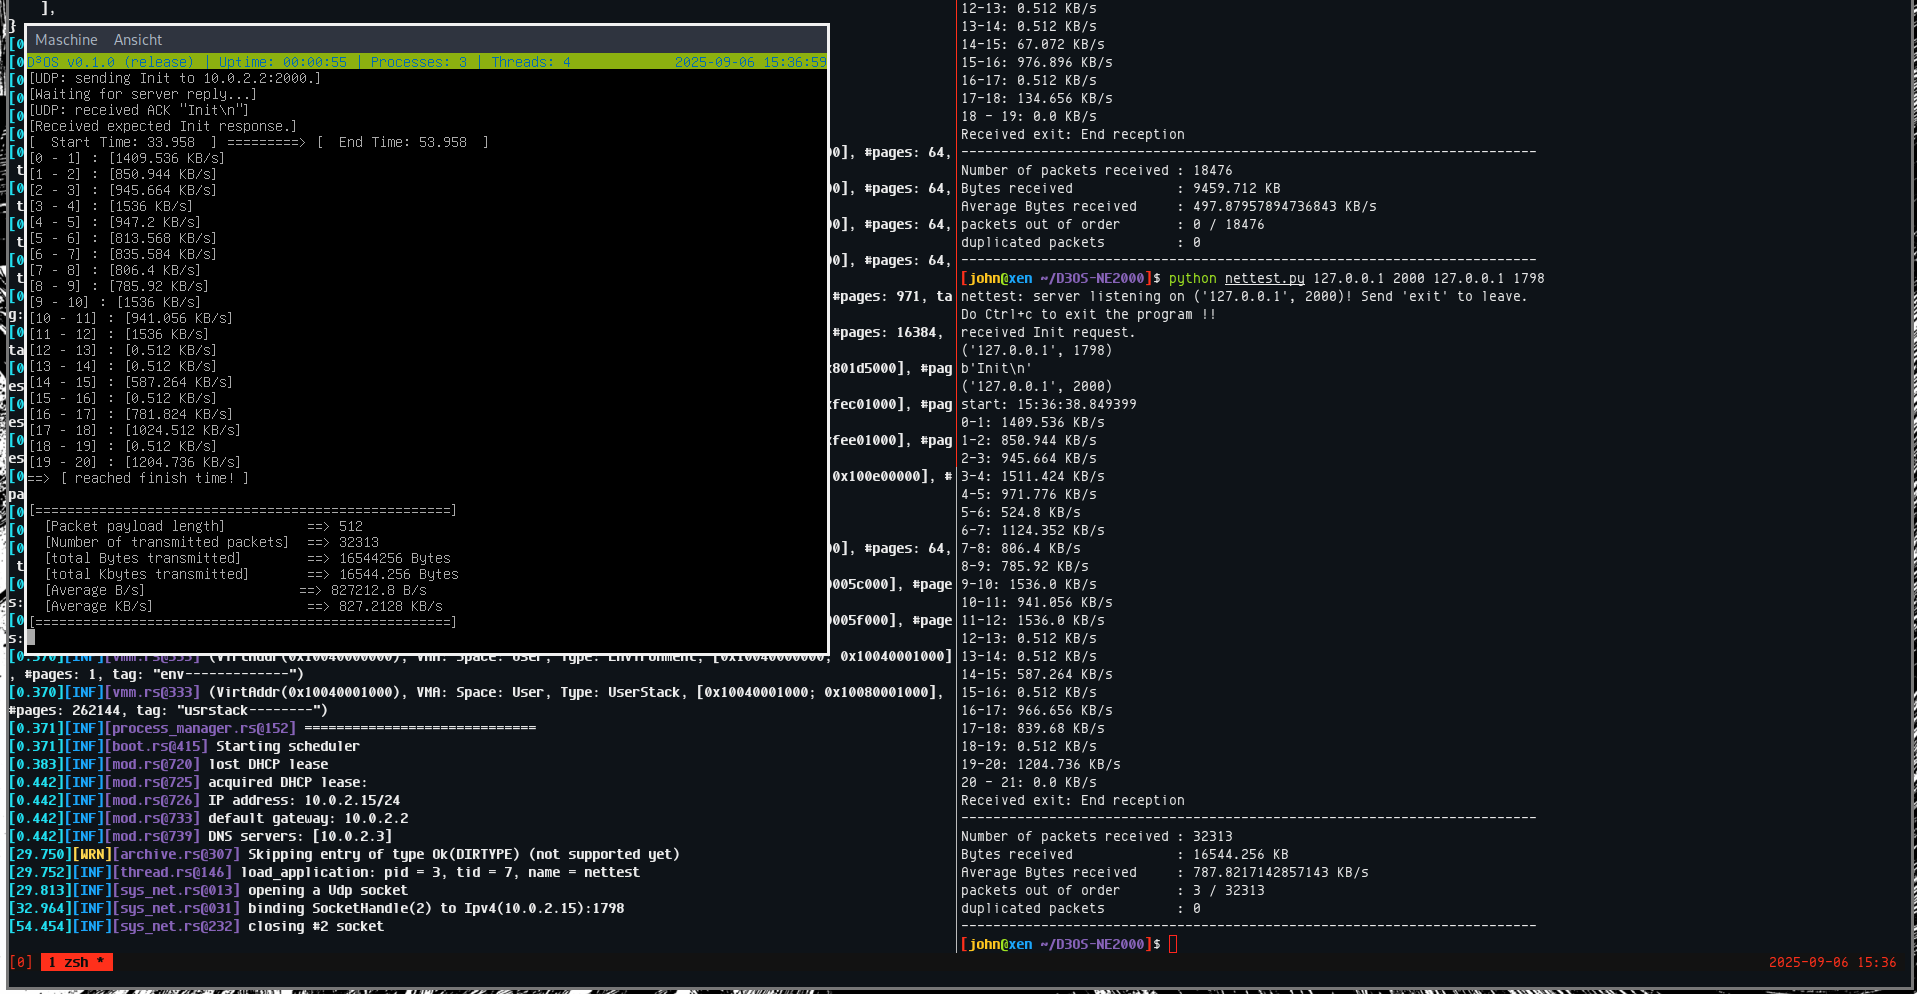 ],
}
Maschine Ansicht
D³OS v0.1.0 (release) | Uptime: 00:00:55 | Processes: 3 | Threads: 4 2025-09-06 15:36:59
[UDP: sending Init to 10.0.2.2:2000.]
[Waiting for server reply...]
[UDP: received ACK "Init\n"]
[Received expected Init response.]
[  Start Time: 33.958  ] =========> [  End Time: 53.958  ]
[0 - 1] : [1409.536 KB/s]
[1 - 2] : [850.944 KB/s]
[2 - 3] : [945.664 KB/s]
[3 - 4] : [1536 KB/s]
[4 - 5] : [947.2 KB/s]
[5 - 6] : [813.568 KB/s]
[6 - 7] : [835.584 KB/s]
[7 - 8] : [806.4 KB/s]
[8 - 9] : [785.92 KB/s]
[9 - 10] : [1536 KB/s]
[10 - 11] : [941.056 KB/s]
[11 - 12] : [1536 KB/s]
[12 - 13] : [0.512 KB/s]
[13 - 14] : [0.512 KB/s]
[14 - 15] : [587.264 KB/s]
[15 - 16] : [0.512 KB/s]
[16 - 17] : [781.824 KB/s]
[17 - 18] : [1024.512 KB/s]
[18 - 19] : [0.512 KB/s]
[19 - 20] : [1204.736 KB/s]
==> [ reached finish time! ]
[====================================================]
[Packet payload length] ==> 512
[Number of transmitted packets] ==> 32313
[total Bytes transmitted] ==> 16544256 Bytes
[total Kbytes transmitted] ==> 16544.256 Bytes
[Average B/s] ==> 827212.8 B/s
[Average KB/s] ==> 827.2128 KB/s
[====================================================]
00], #pages: 64,
00], #pages: 64,
00], #pages: 64,
00], #pages: 64,
#pages: 971, ta
g:
#pages: 16384,
ta
801d5000], #pag
es
fec01000], #pag
es
fee01000], #pag
es
0x100e00000], #
pa
00], #pages: 64,
005c000], #page
s:
005f000], #page
s:
[0.370][INF][vmm.rs@333] (VirtAddr(0x10040000000), VMA: Space: User, Type: Environment, [0x10040000000; 0x10040001000]
, #pages: 1, tag: "env-------------")
[0.370][INF][vmm.rs@333] (VirtAddr(0x10040001000), VMA: Space: User, Type: UserStack, [0x10040001000; 0x10080001000],
#pages: 262144, tag: "usrstack--------")
[0.371][INF][process_manager.rs@152] =============================
[0.371][INF][boot.rs@415] Starting scheduler
[0.383][INF][mod.rs@720] lost DHCP lease
[0.442][INF][mod.rs@725] acquired DHCP lease:
[0.442][INF][mod.rs@726] IP address: 10.0.2.15/24
[0.442][INF][mod.rs@733] default gateway: 10.0.2.2
[0.442][INF][mod.rs@739] DNS servers: [10.0.2.3]
[29.750][WRN][archive.rs@307] Skipping entry of type Ok(DIRTYPE) (not supported yet)
[29.752][INF][thread.rs@146] load_application: pid = 3, tid = 7, name = nettest
[29.813][INF][sys_net.rs@013] opening a Udp socket
[32.964][INF][sys_net.rs@031] binding SocketHandle(2) to Ipv4(10.0.2.15):1798
[54.454][INF][sys_net.rs@232] closing #2 socket
12-13: 0.512 KB/s
13-14: 0.512 KB/s
14-15: 67.072 KB/s
15-16: 976.896 KB/s
16-17: 0.512 KB/s
17-18: 134.656 KB/s
18 - 19: 0.0 KB/s
Received exit: End reception
------------------------------------------------------------------------
Number of packets received : 18476
Bytes received : 9459.712 KB
Average Bytes received : 497.87957894736843 KB/s
packets out of order : 0 / 18476
duplicated packets : 0
------------------------------------------------------------------------
[john@xen ~/D3OS-NE2000]$ python nettest.py 127.0.0.1 2000 127.0.0.1 1798
nettest: server listening on ('127.0.0.1', 2000)! Send 'exit' to leave.
Do Ctrl+c to exit the program !!
received Init request.
('127.0.0.1', 1798)
b'Init\n'
('127.0.0.1', 2000)
start: 15:36:38.849399
0-1: 1409.536 KB/s
1-2: 850.944 KB/s
2-3: 945.664 KB/s
3-4: 1511.424 KB/s
4-5: 971.776 KB/s
5-6: 524.8 KB/s
6-7: 1124.352 KB/s
7-8: 806.4 KB/s
8-9: 785.92 KB/s
9-10: 1536.0 KB/s
10-11: 941.056 KB/s
11-12: 1536.0 KB/s
12-13: 0.512 KB/s
13-14: 0.512 KB/s
14-15: 587.264 KB/s
15-16: 0.512 KB/s
16-17: 966.656 KB/s
17-18: 839.68 KB/s
18-19: 0.512 KB/s
19-20: 1204.736 KB/s
20 - 21: 0.0 KB/s
Received exit: End reception
------------------------------------------------------------------------
Number of packets received : 32313
Bytes received : 16544.256 KB
Average Bytes received : 787.8217142857143 KB/s
packets out of order : 3 / 32313
duplicated packets : 0
------------------------------------------------------------------------
[john@xen ~/D3OS-NE2000]$
[0] 1 zsh * 2025-09-06 15:36